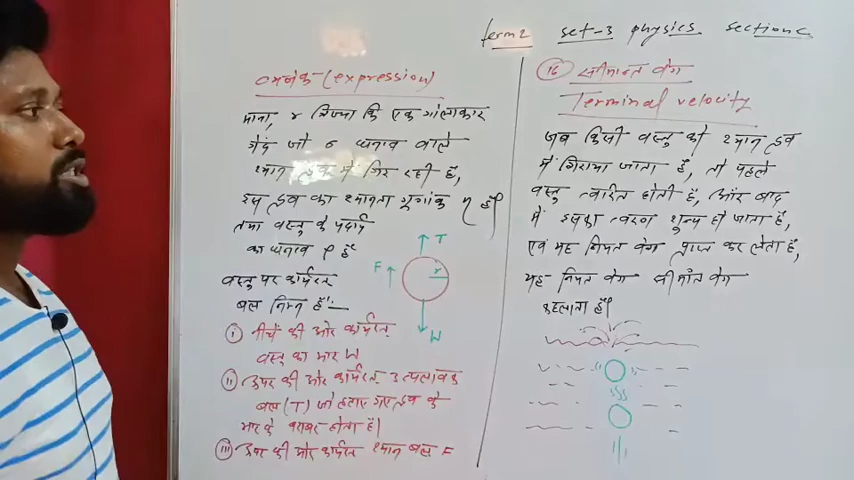 term2 set-3 physics section c
व्यंजक-(expression)
माना, r त्रिज्या कि एक गोलाकार
गेंद जो σ घनत्व वाले
श्यान द्रव में गिर रही है,
इस द्रव का श्यानता गुणांक η है।
तथा वस्तु के पदार्थ
का घनत्व ρ है
वस्तु पर कार्यरत
बल निम्न हैं:—
(i) नीचे की ओर कार्यरत
वस्तु का भार W
(ii) ऊपर की ओर कार्यरत उत्प्लावक
बल (T) जो हटाए गए द्रव के
भार के बराबर होता है।
(iii) ऊपर की ओर कार्यरत श्यान बल F
T
F
r
W
(16) सीमान्त वेग
Terminal velocity
जब किसी वस्तु को श्यान द्रव
में गिराया जाता है, तो पहले
वस्तु त्वरित होती है, और बाद
में इसका त्वरण शून्य हो जाता है,
एवं यह नियत वेग प्राप्त कर लेता है,
यह नियत वेग सीमांत वेग
कहलाता है।